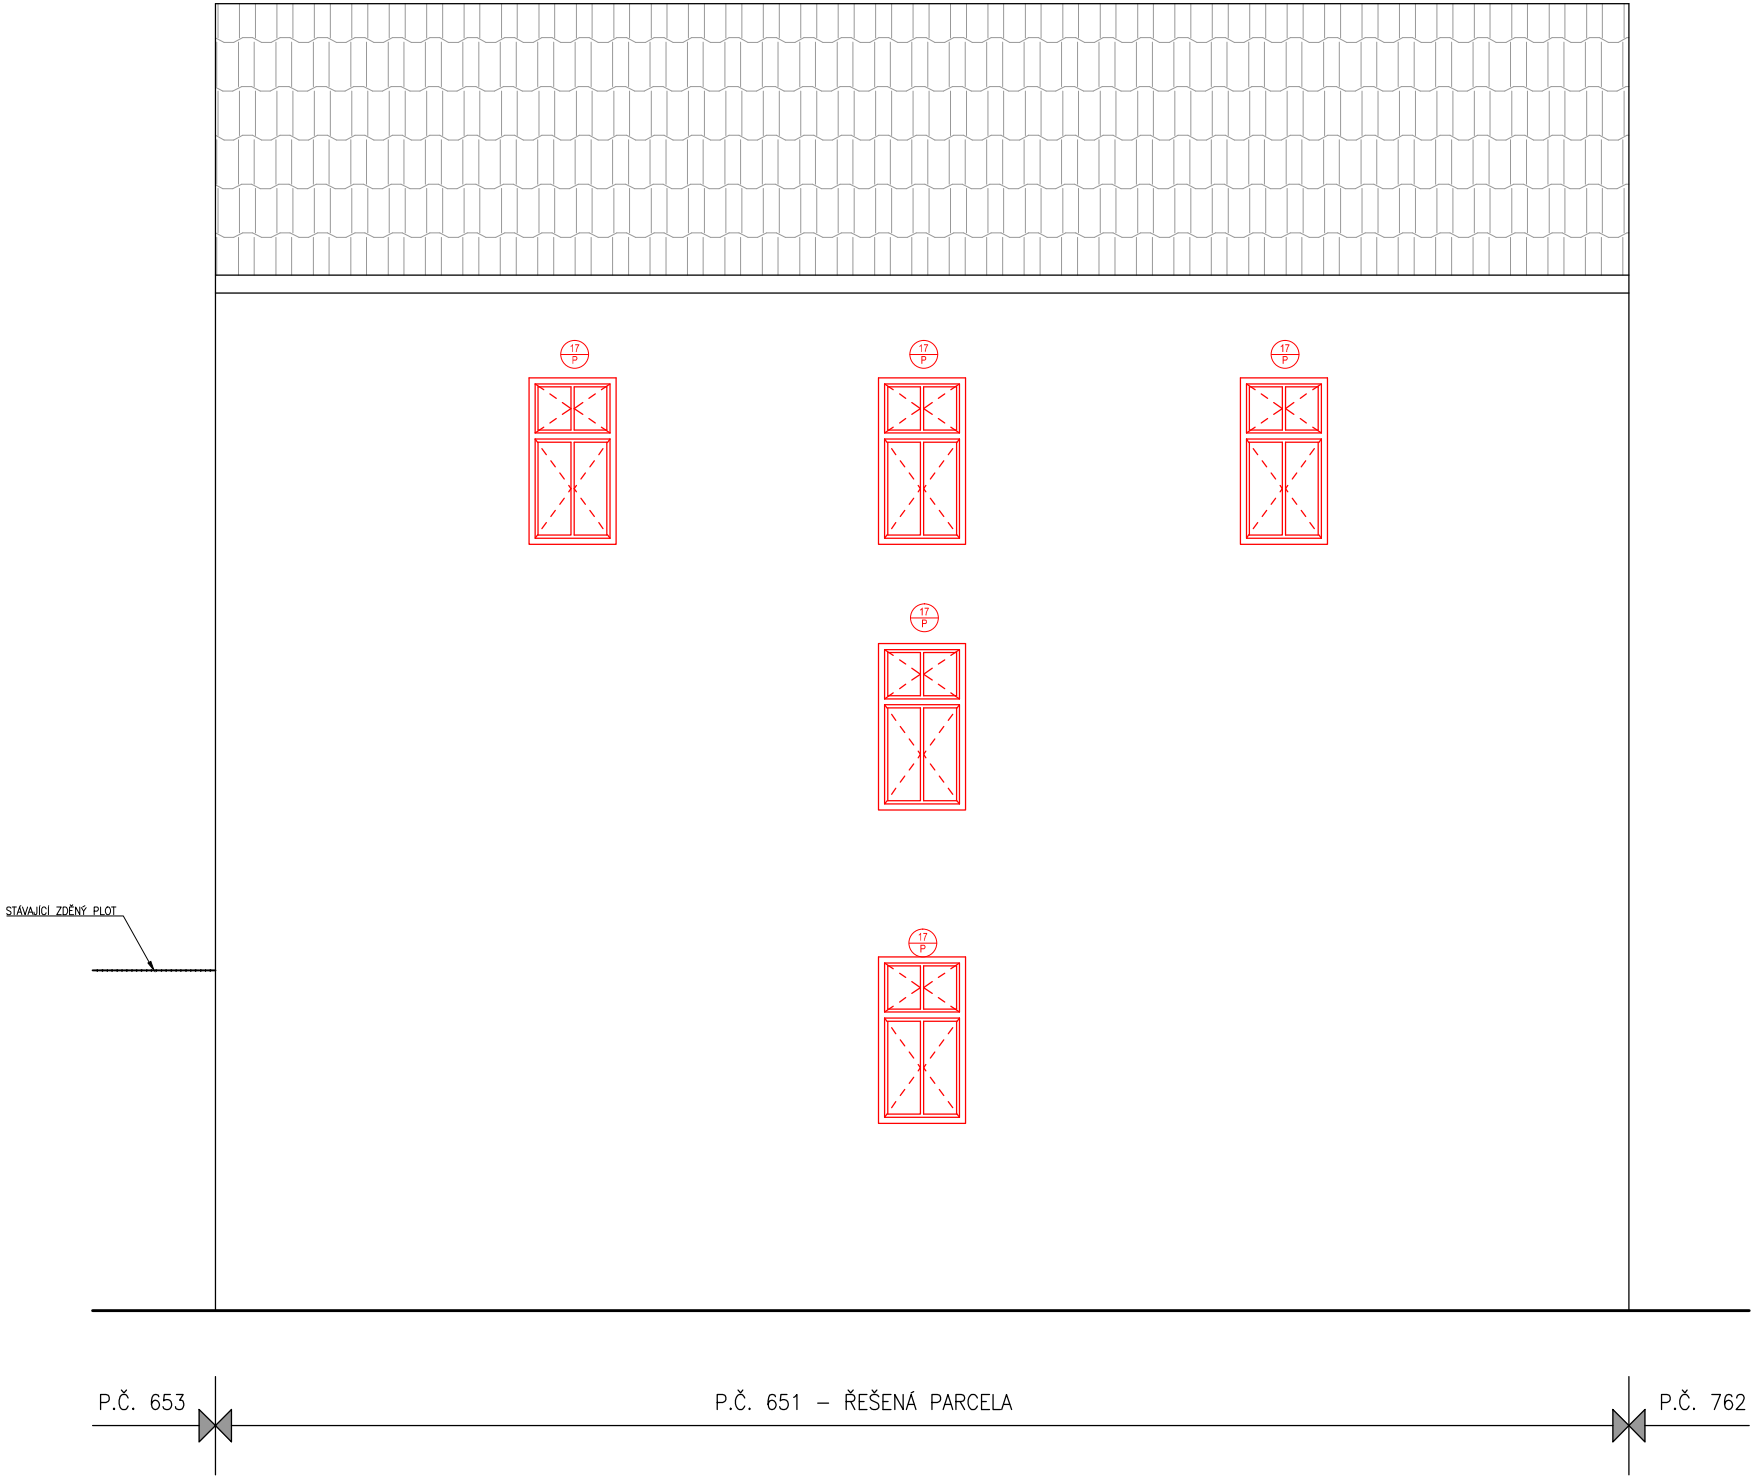 17
P
17
P
17
P
17
P
STÁVAJÍCÍ ZDĚNÝ PLOT
17
P
P.Č. 653
P.Č. 651 – ŘEŠENÁ PARCELA
P.Č. 762